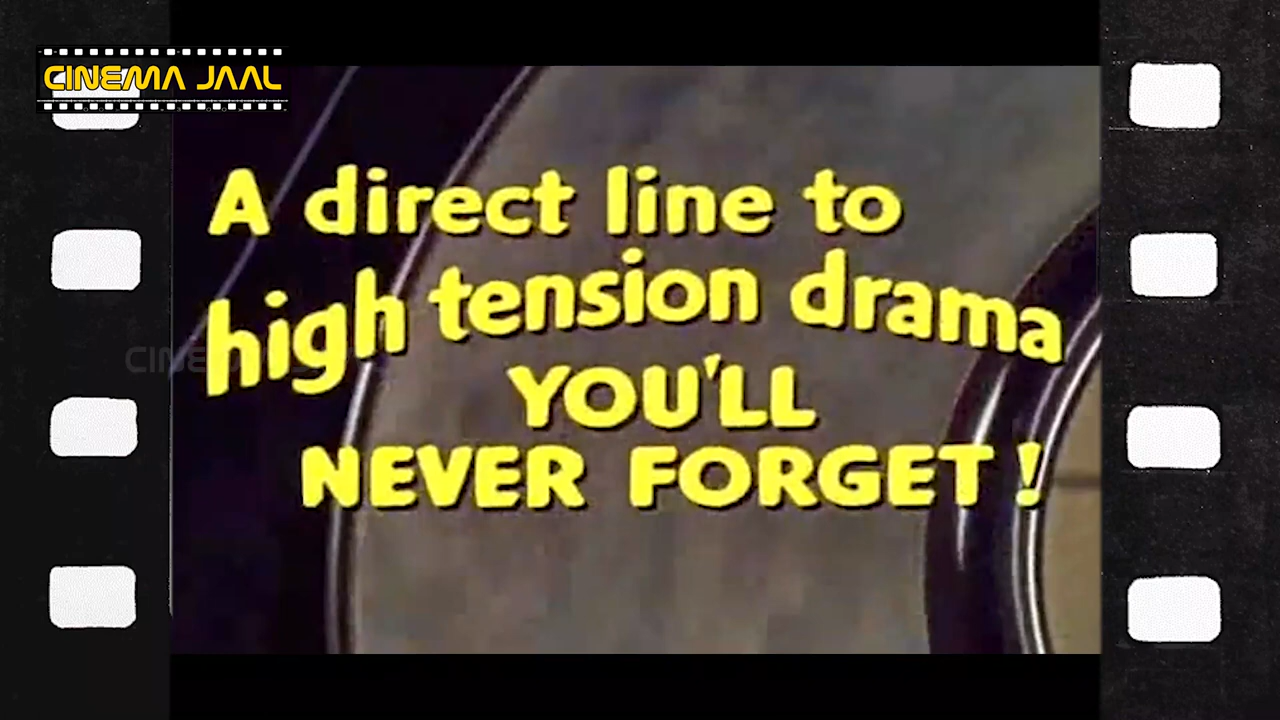 CINEMA JAAL
A direct line to
high tension drama
YOU'LL
NEVER FORGET!